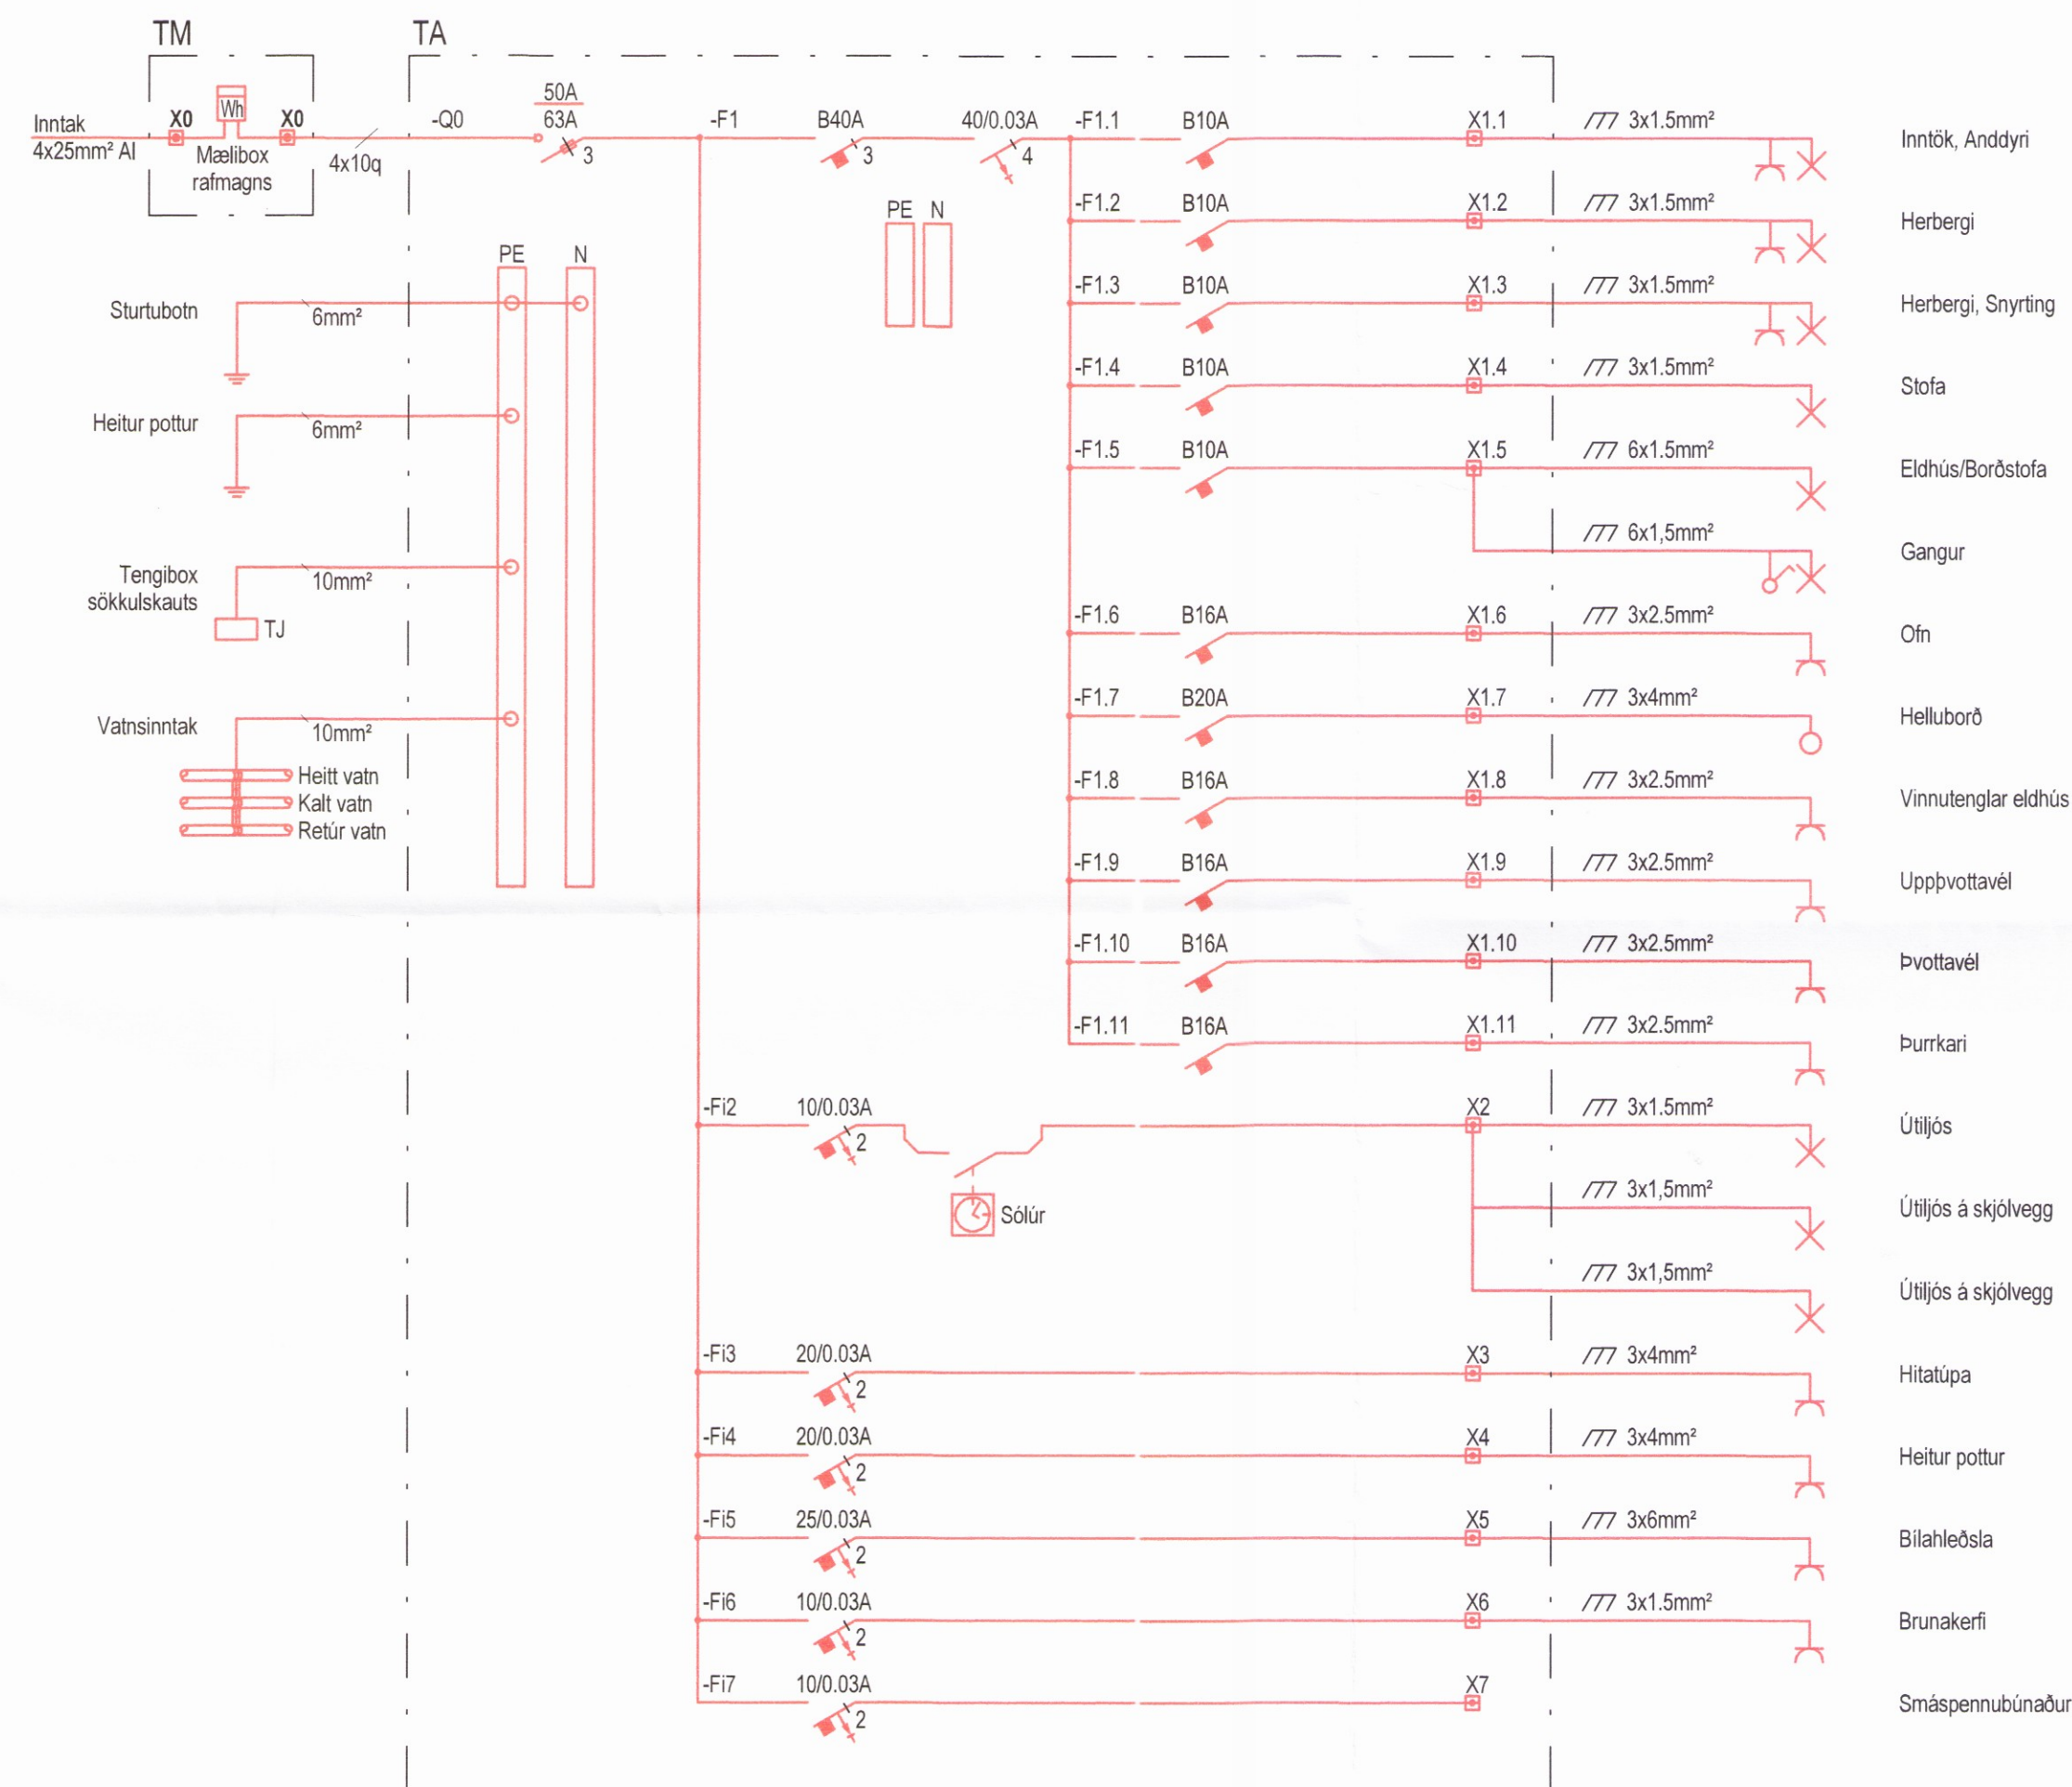 TM
TA
Inntak
4x25mm² Al
X0
Wh
X0
Mælibox
rafmagns
4x10q
-Q0
50A
63A
3
-F1
B40A
3
40/0.03A
4
PE N
-F1.1 B10A X1.1 3x1.5mm² Inntök, Anddyri
-F1.2 B10A X1.2 3x1.5mm² Herbergi
-F1.3 B10A X1.3 3x1.5mm² Herbergi, Snyrting
-F1.4 B10A X1.4 3x1.5mm² Stofa
-F1.5 B10A X1.5 6x1.5mm² Eldhús/Borðstofa
6x1,5mm² Gangur
-F1.6 B16A X1.6 3x2.5mm² Ofn
-F1.7 B20A X1.7 3x4mm² Helluborð
-F1.8 B16A X1.8 3x2.5mm² Vinnutenglar eldhús
-F1.9 B16A X1.9 3x2.5mm² Uppþvottavél
-F1.10 B16A X1.10 3x2.5mm² Þvottavél
-F1.11 B16A X1.11 3x2.5mm² Þurrkari
PE N
Sturtubotn 6mm²
Heitur pottur 6mm²
Tengibox
sökkulskauts
10mm²
TJ
Vatnsinntak 10mm²
Heitt vatn
Kalt vatn
Retúr vatn
-Fi2 10/0.03A 2 X2 3x1.5mm² Útiljós
Sólúr
3x1,5mm² Útiljós á skjólvegg
3x1,5mm² Útiljós á skjólvegg
-Fi3 20/0.03A 2 X3 3x4mm² Hitatúpa
-Fi4 20/0.03A 2 X4 3x4mm² Heitur pottur
-Fi5 25/0.03A 2 X5 3x6mm² Bílahleðsla
-Fi6 10/0.03A 2 X6 3x1.5mm² Brunakerfi
-Fi7 10/0.03A 2 X7 Smáspennubúnaður